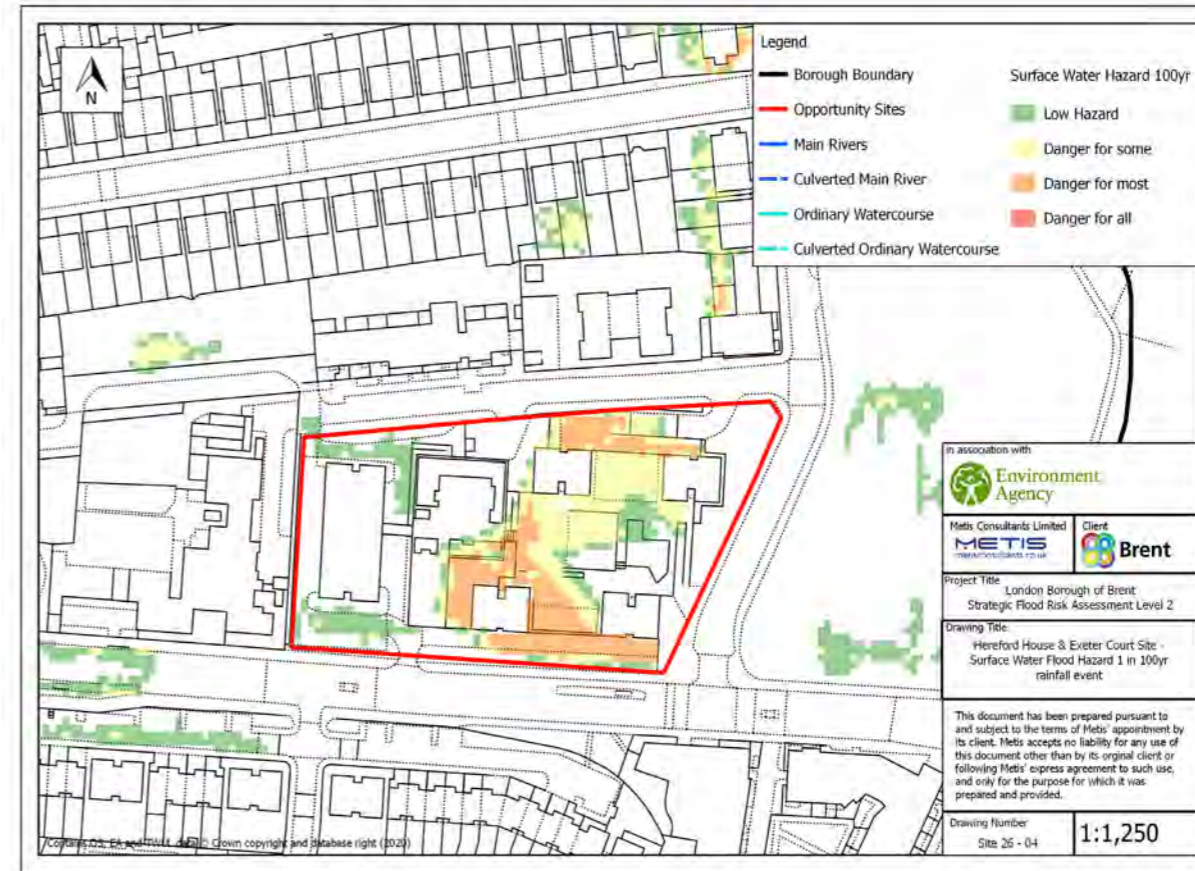 N
Legend
Borough Boundary
Opportunity Sites
Main Rivers
Culverted Main River
Ordinary Watercourse
Culverted Ordinary Watercourse
Surface Water Hazard 100yr
Low Hazard
Danger for some
Danger for most
Danger for all
in association with
Environment
Agency
Metis Consultants Limited
METIS
Client
Brent
Project Title
London Borough of Brent
Strategic Flood Risk Assessment Level 2
Drawing Title
Hereford House & Exeter Court Site -
Surface Water Flood Hazard 1 in 100yr
rainfall event
This document has been prepared pursuant to
and subject to the terms of Metis' appointment by
its client. Metis accepts no liability for any use of
this document other than by its orginal client or
following Metis' express agreement to such use,
and only for the purpose for which it was
prepared and provided.
Drawing Number
Site 26 - 04
1:1,250
Contains OS, EA and TWUL data © Crown copyright and database right (2020)